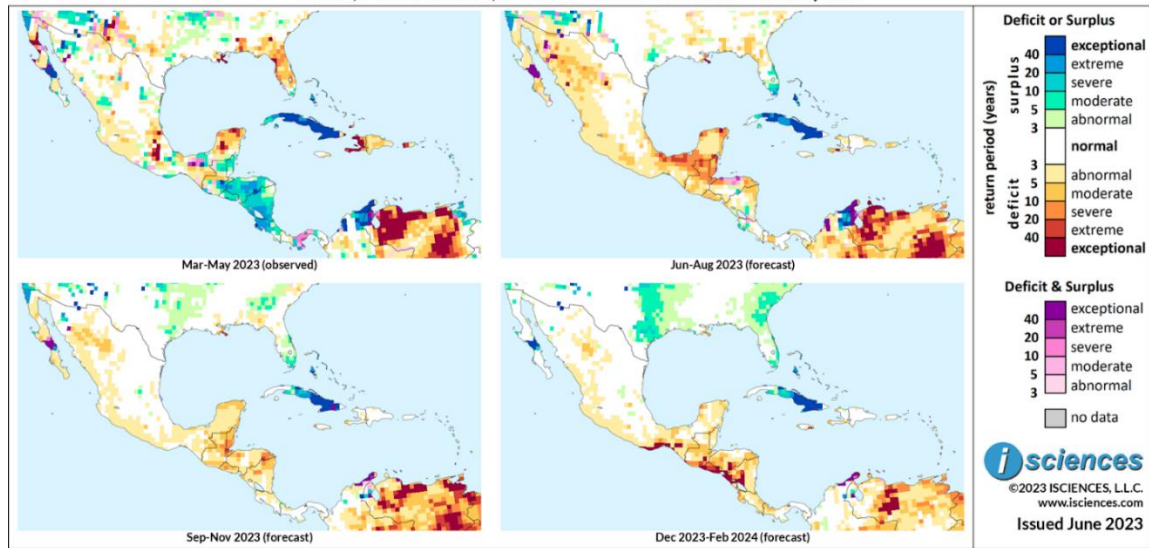 Mar-May 2023 (observed)
Jun-Aug 2023 (forecast)
Sep-Nov 2023 (forecast)
Dec 2023-Feb 2024 (forecast)
Deficit or Surplus
return period (years)
surplus
deficit
40
20
10
5
3
3
5
10
20
40
exceptional
extreme
severe
moderate
abnormal
normal
abnormal
moderate
severe
extreme
exceptional
Deficit & Surplus
40
20
10
5
3
exceptional
extreme
severe
moderate
abnormal
no data
i sciences
©2023 ISCIENCES, L.L.C.
www.isciences.com
Issued June 2023